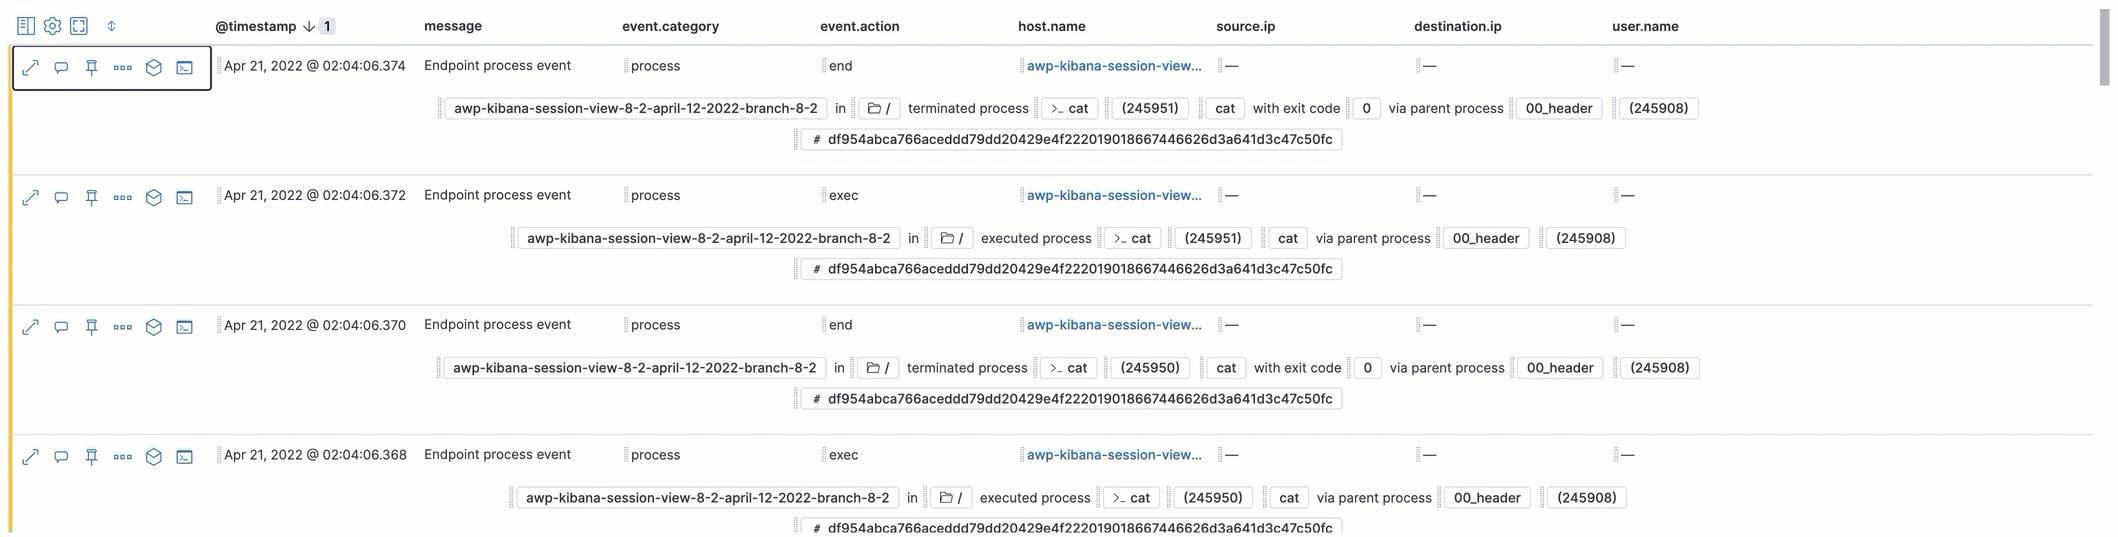 @timestamp 1 message event.category event.action host.name source.ip destination.ip user.name
Apr 21, 2022 @ 02:04:06.374 Endpoint process event process end awp-kibana-session-view... — — —
awp-kibana-session-view-8-2-april-12-2022-branch-8-2 in / terminated process >_ cat (245951) cat with exit code 0 via parent process 00_header (245908)
# df954abca766aceddd79dd20429e4f222019018667446626d3a641d3c47c50fc
Apr 21, 2022 @ 02:04:06.372 Endpoint process event process exec awp-kibana-session-view... — — —
awp-kibana-session-view-8-2-april-12-2022-branch-8-2 in / executed process >_ cat (245951) cat via parent process 00_header (245908)
# df954abca766aceddd79dd20429e4f222019018667446626d3a641d3c47c50fc
Apr 21, 2022 @ 02:04:06.370 Endpoint process event process end awp-kibana-session-view... — — —
awp-kibana-session-view-8-2-april-12-2022-branch-8-2 in / terminated process >_ cat (245950) cat with exit code 0 via parent process 00_header (245908)
# df954abca766aceddd79dd20429e4f222019018667446626d3a641d3c47c50fc
Apr 21, 2022 @ 02:04:06.368 Endpoint process event process exec awp-kibana-session-view... — — —
awp-kibana-session-view-8-2-april-12-2022-branch-8-2 in / executed process >_ cat (245950) cat via parent process 00_header (245908)
# df954abca766aceddd79dd20429e4f222019018667446626d3a641d3c47c50fc